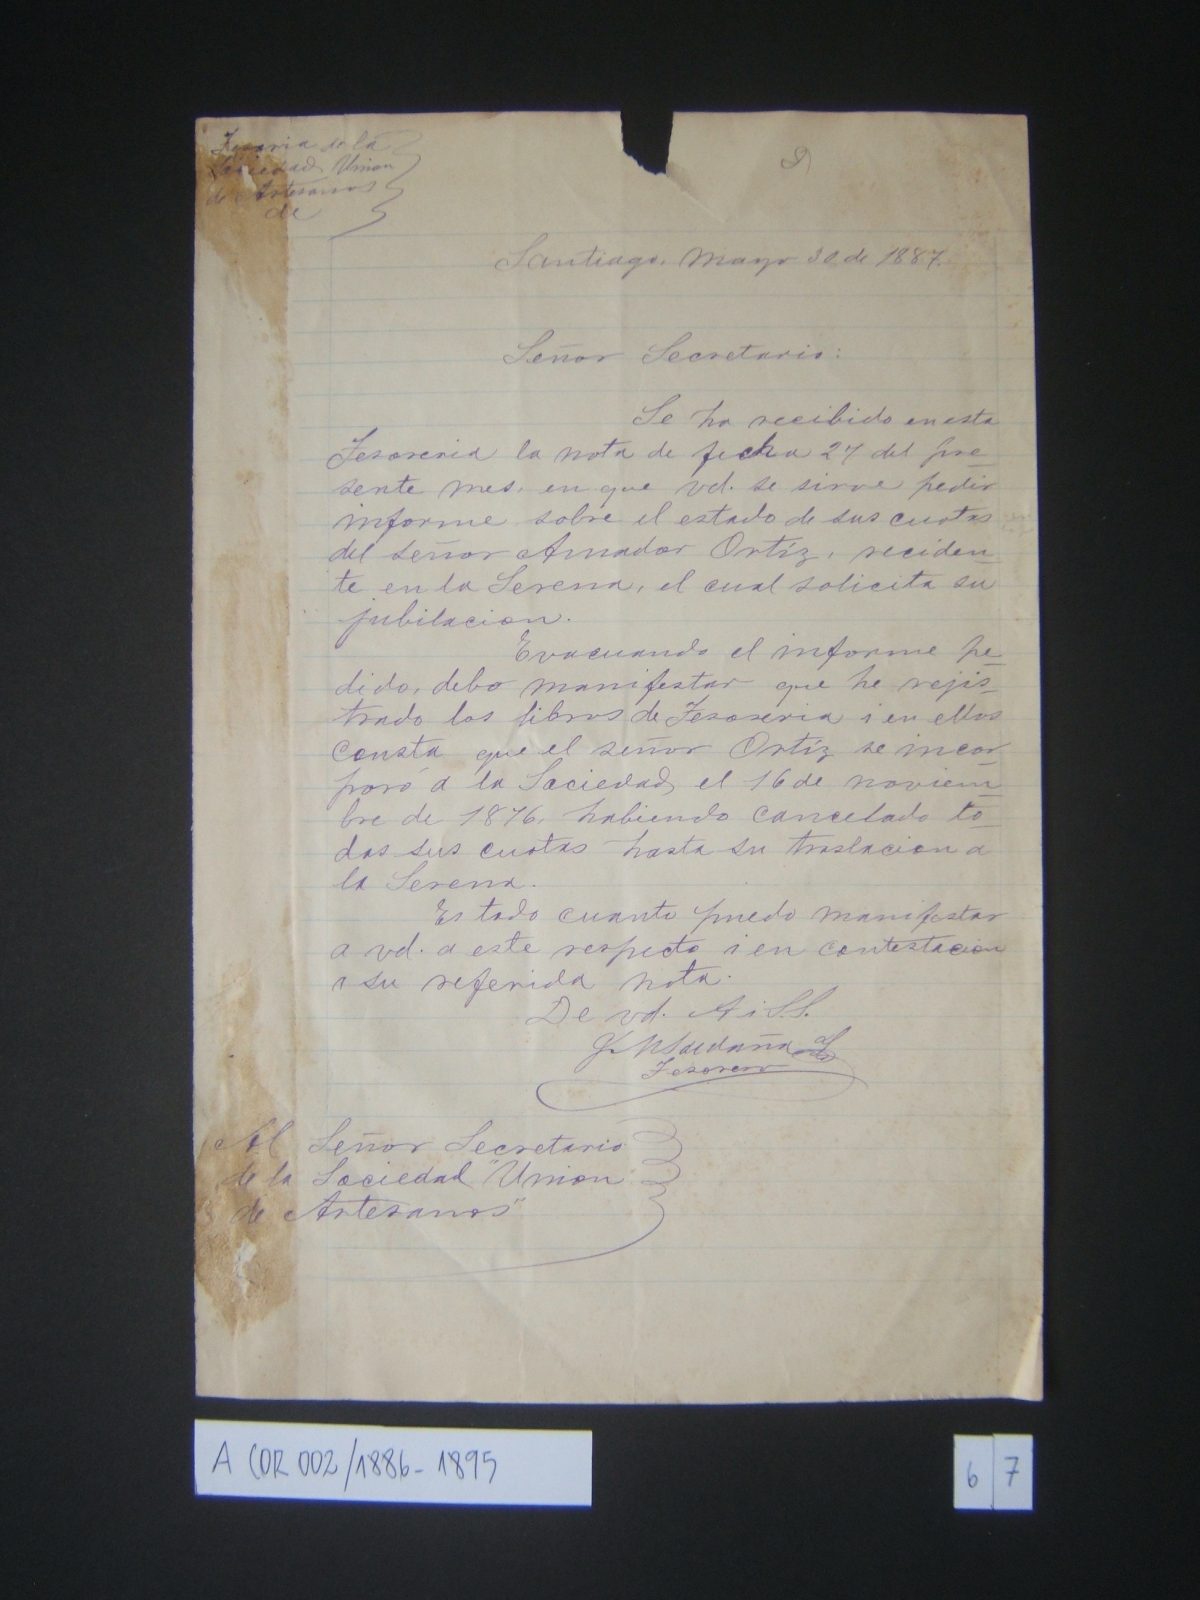 Tesoria de la
Sociedad Union
de Artesanos
de
Santiago, Mayo 30 de 1887.
Señor Secretario:
Se ha recibido en esta
Tesoreria la nota de fecha 27 del pre-
sente mes, en que vd. se sirve pedir
informe sobre el estado de sus cuotas
del señor Amador Ortíz, reciden-
te en la Serena, el cual solicita su
jubilacion.
Evacuando el informe pe-
dido, debo manifestar que he rejis-
trado los libros de Tesoreria i en ellos
consta que el señor Ortíz se incor-
poró a la Sociedad, el 16 de noviem-
bre de 1876, habiendo cancelado to-
das sus cuotas hasta su traslacion a
la Serena.
Es todo cuanto puedo manifestar
a vd. a este respecto i en contestacion
a su referida nota.
De vd. A i S.S.
Saldaña
Tesorero
Al Señor Secretario
de la Sociedad "Union
de Artesanos"
A COR 002/1886-1895
6 7